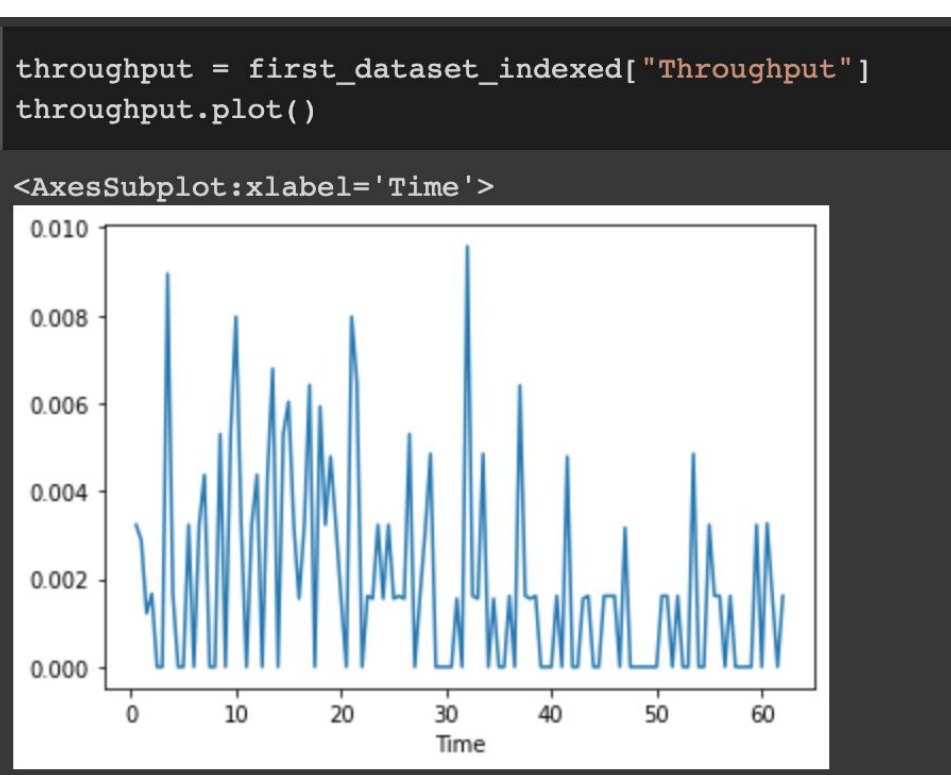 throughput = first_dataset_indexed["Throughput"]
throughput.plot()
<AxesSubplot:xlabel='Time'>
0.010
0.008
0.006
0.004
0.002
0.000
0 10 20 30 40 50 60
Time